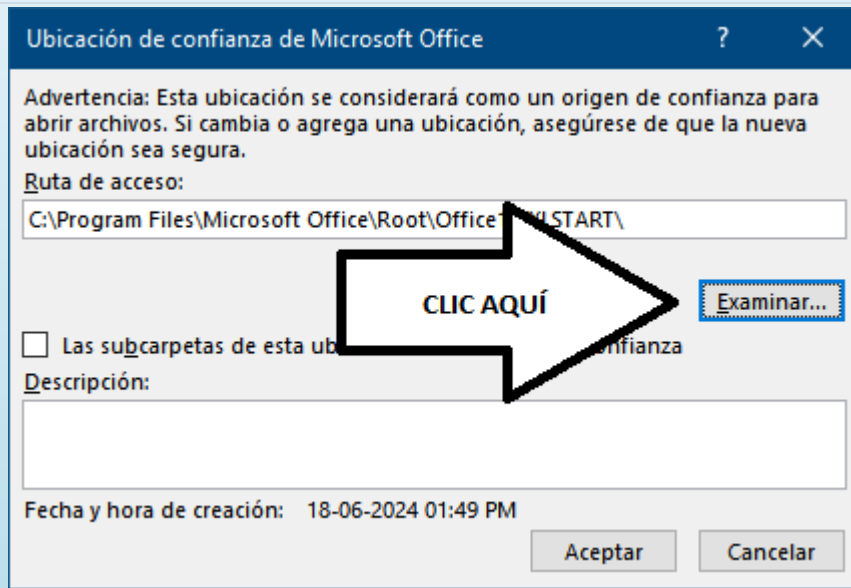 Ubicación de confianza de Microsoft Office ? ×
Advertencia: Esta ubicación se considerará como un origen de confianza para
abrir archivos. Si cambia o agrega una ubicación, asegúrese de que la nueva
ubicación sea segura.
Ruta de acceso:
C:\Program Files\Microsoft Office\Root\Office START\
CLIC AQUÍ
Examinar...
Las subcarpetas de esta
Descripción:
Fecha y hora de creación: 18-06-2024 01:49 PM
Aceptar Cancelar